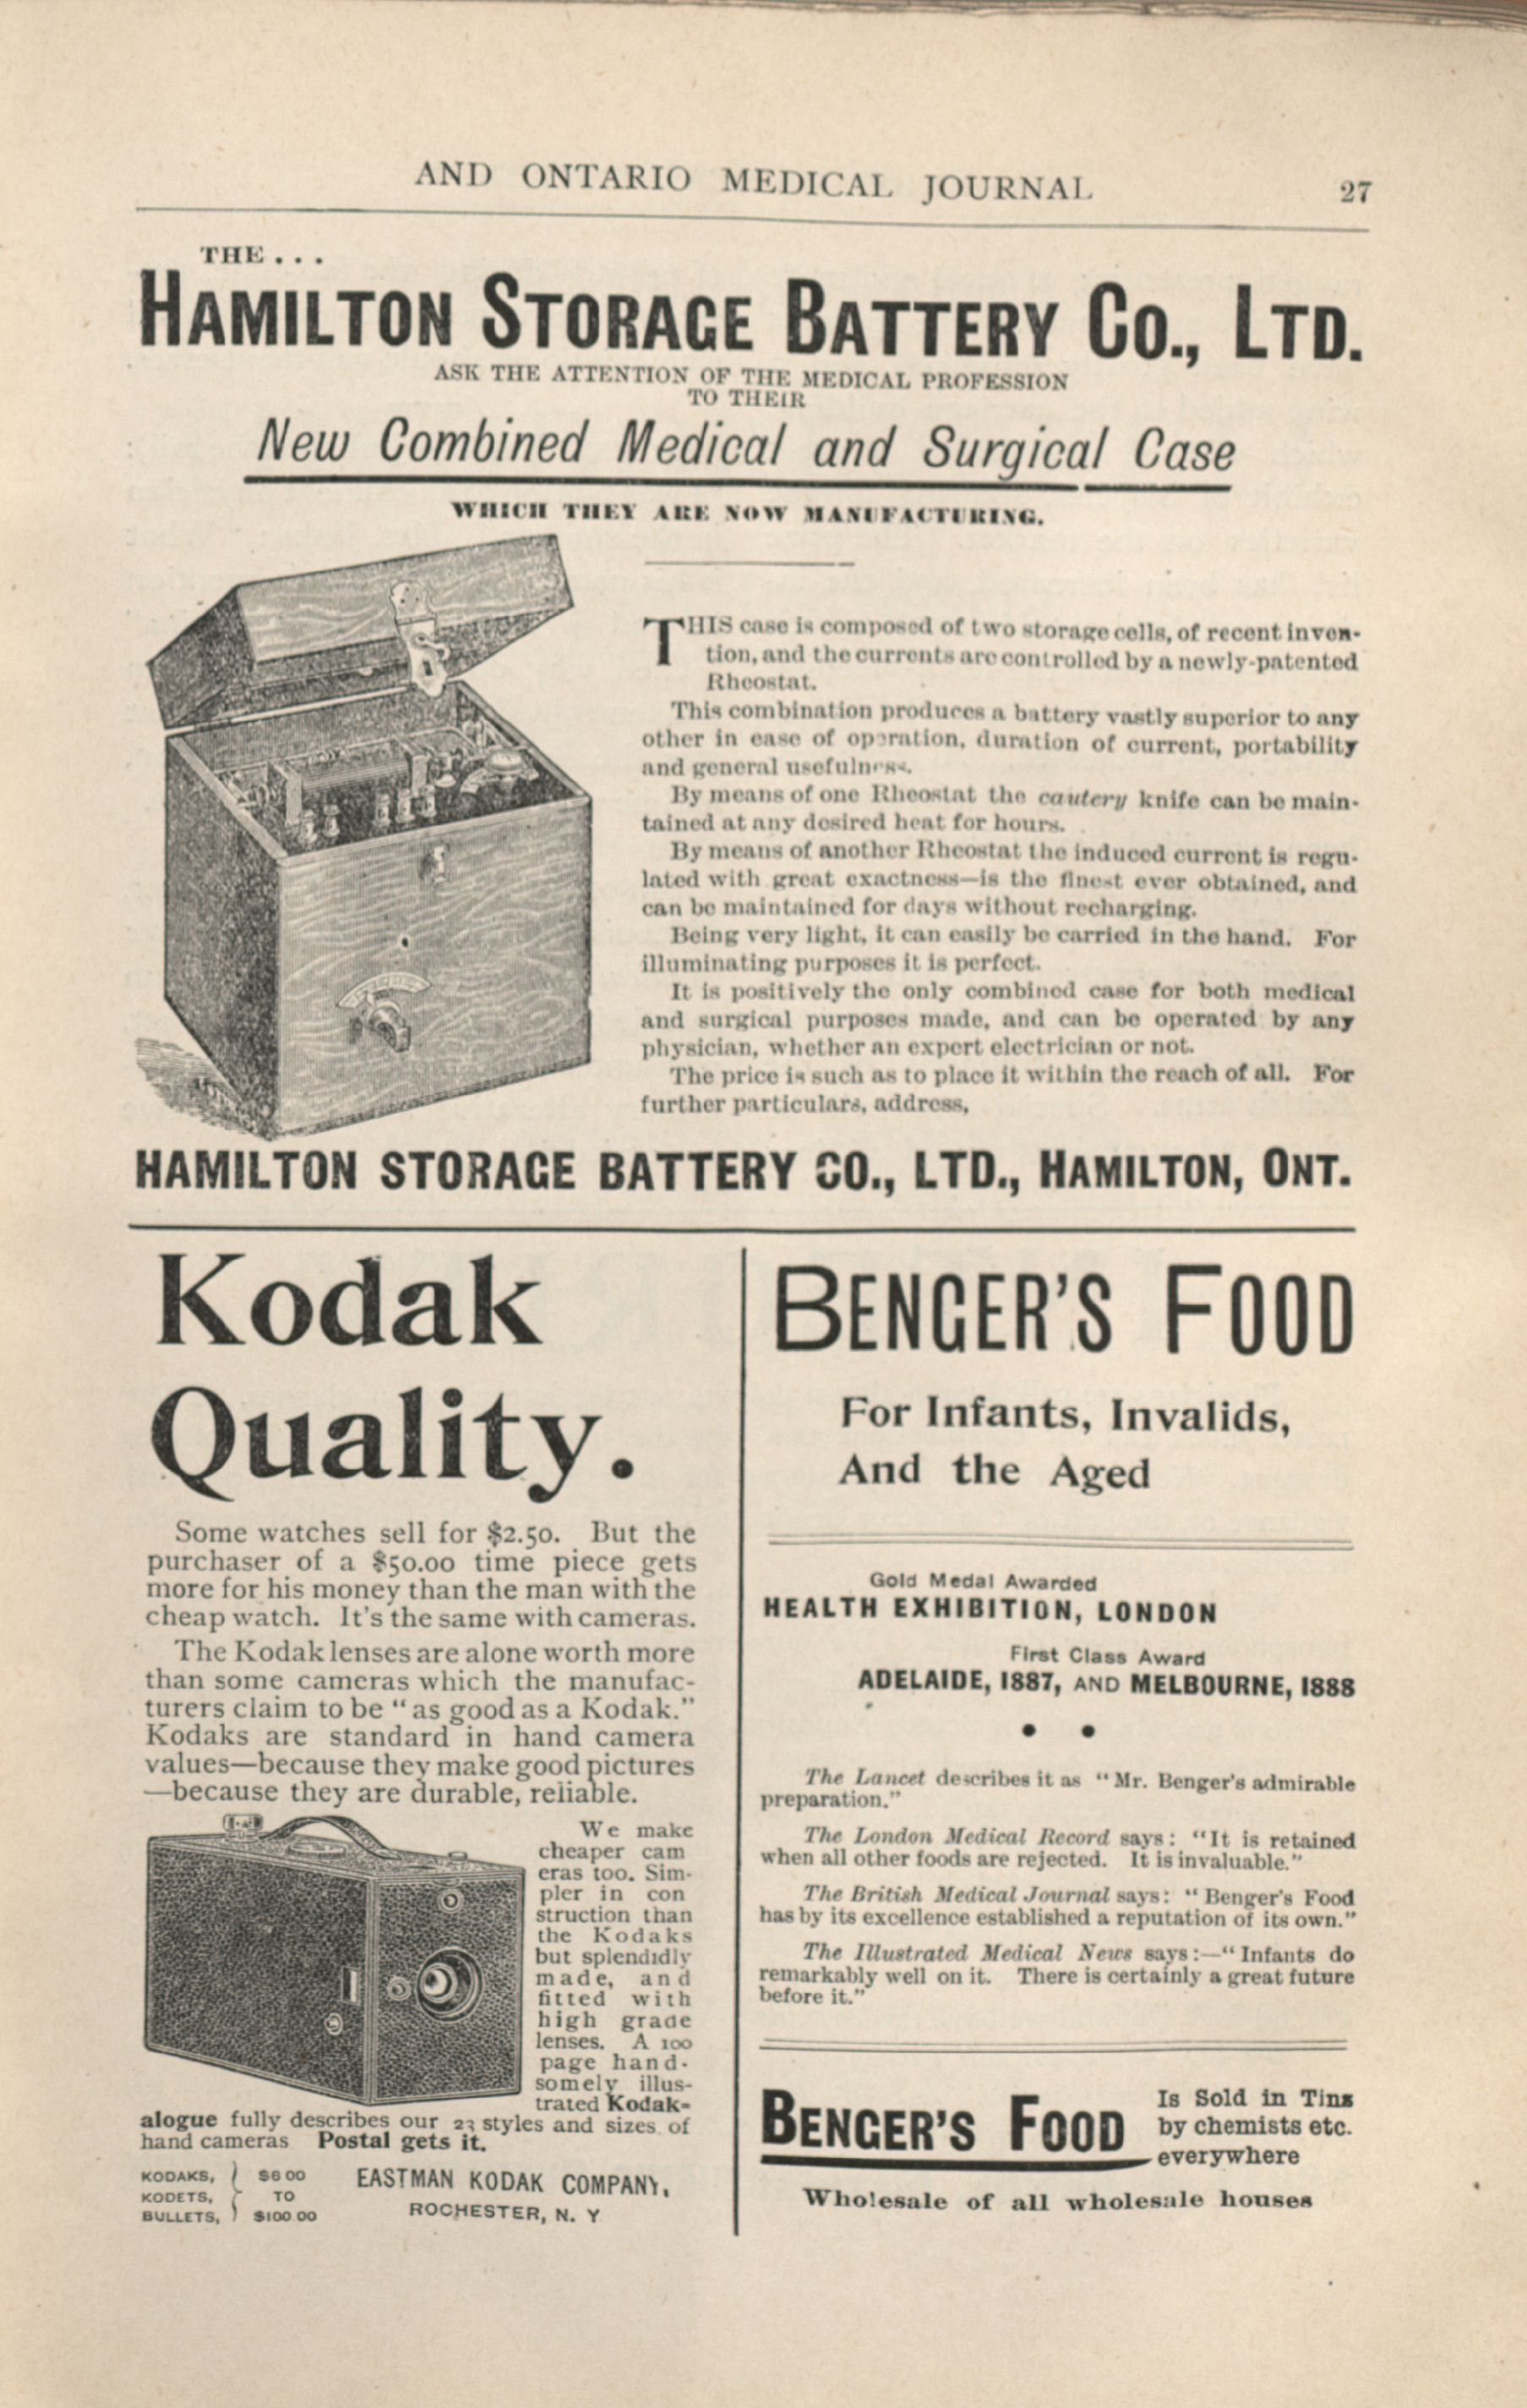 AND ONTARIO MEDICAL JOURNAL 27
THE...
HAMILTON STORAGE BATTERY CO., LTD.
ASK THE ATTENTION OF THE MEDICAL PROFESSION
TO THEIR
New Combined Medical and Surgical Case
WHICH THEY ARE NOW MANUFACTURING.
THIS case is composed of two storage cells, of recent inven-
tion, and the currents are controlled by a newly-patented
Rheostat.
This combination produces a battery vastly superior to any
other in ease of operation, duration of current, portability
and general usefulness.
By means of one Rheostat the cautery knife can be main-
tained at any desired heat for hours.
By means of another Rheostat the induced current is regu-
lated with great exactness—is the finest ever obtained, and
can be maintained for days without recharging.
Being very light, it can easily be carried in the hand. For
illuminating purposes it is perfect.
It is positively the only combined case for both medical
and surgical purposes made, and can be operated by any
physician, whether an expert electrician or not.
The price is such as to place it within the reach of all. For
further particulars, address,
HAMILTON STORAGE BATTERY CO., LTD., HAMILTON, ONT.
Kodak
Quality.
Some watches sell for $2.50. But the
purchaser of a $50.00 time piece gets
more for his money than the man with the
cheap watch. It's the same with cameras.
The Kodak lenses are alone worth more
than some cameras which the manufac-
turers claim to be "as good as a Kodak."
Kodaks are standard in hand camera
values—because they make good pictures
—because they are durable, reliable.
We make
cheaper cam
eras too. Sim-
pler in con
struction than
the Kodaks
but splendidly
made, and
fitted with
high grade
lenses. A 100
page hand-
somely illus-
trated Kodak-
alogue fully describes our 23 styles and sizes of
hand cameras Postal gets it.
KODAKS, } $6 00
KODETS, } TO
BULLETS, } $100 00
EASTMAN KODAK COMPANY,
ROCHESTER, N. Y
BENGER'S FOOD
For Infants, Invalids,
And the Aged
Gold Medal Awarded
HEALTH EXHIBITION, LONDON
First Class Award
ADELAIDE, 1887, AND MELBOURNE, 1888
• •
The Lancet describes it as "Mr. Benger's admirable
preparation."
The London Medical Record says: "It is retained
when all other foods are rejected. It is invaluable."
The British Medical Journal says: "Benger's Food
has by its excellence established a reputation of its own."
The Illustrated Medical News says:—"Infants do
remarkably well on it. There is certainly a great future
before it."
BENGER'S FOOD
Is Sold in Tins
by chemists etc.
everywhere
Wholesale of all wholesale houses